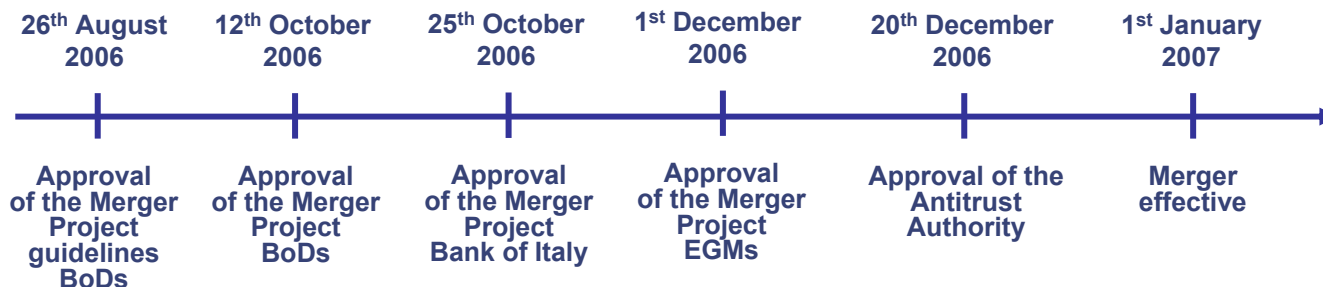 26th August
2006
12th October
2006
25th October
2006
1st December
2006
20th December
2006
1st January
2007
Approval
of the Merger
Project
guidelines
BoDs
Approval
of the Merger
Project
BoDs
Approval
of the Merger
Project
Bank of Italy
Approval
of the Merger
Project
EGMs
Approval of the
Antitrust
Authority
Merger
effective